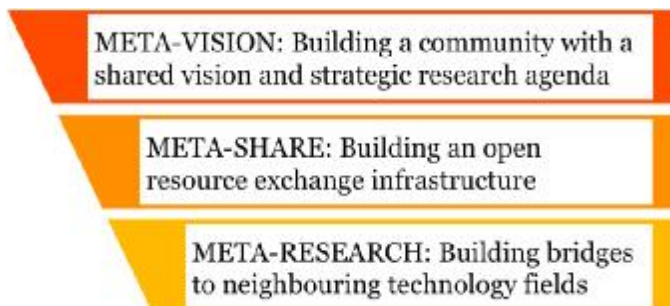 META-VISION: Building a community with a
shared vision and strategic research agenda
META-SHARE: Building an open
resource exchange infrastructure
META-RESEARCH: Building bridges
to neighbouring technology fields